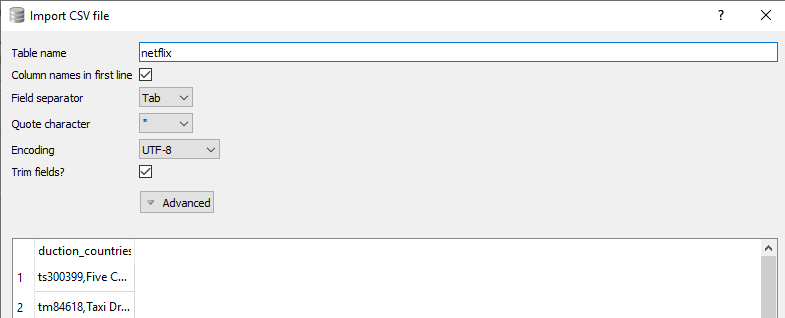 Import CSV file
Table name netflix
Column names in first line
Field separator Tab
Quote character "
Encoding UTF-8
Trim fields?
Advanced
duction_countries
1 ts300399,Five C...
2 tm84618,Taxi Dr...